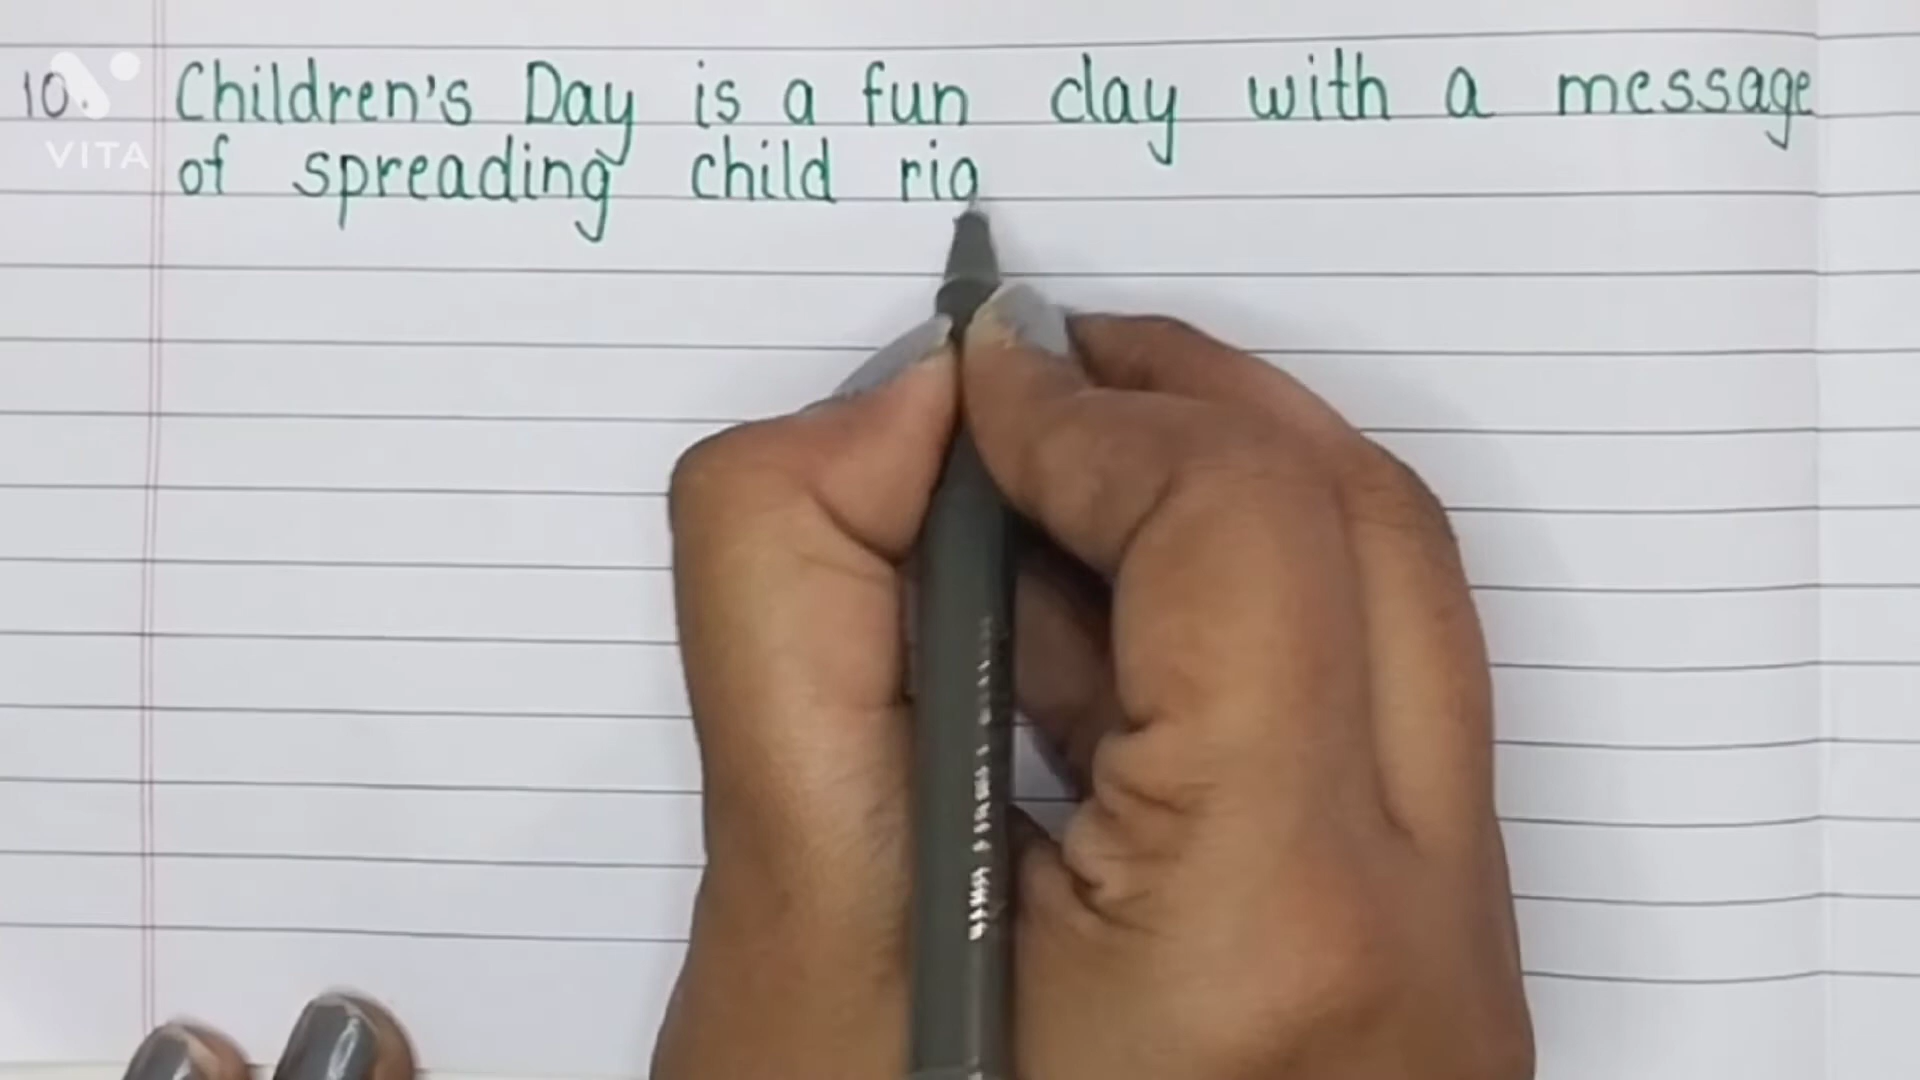 10. Children's Day is a fun day with a message
of spreading child rig
VITA